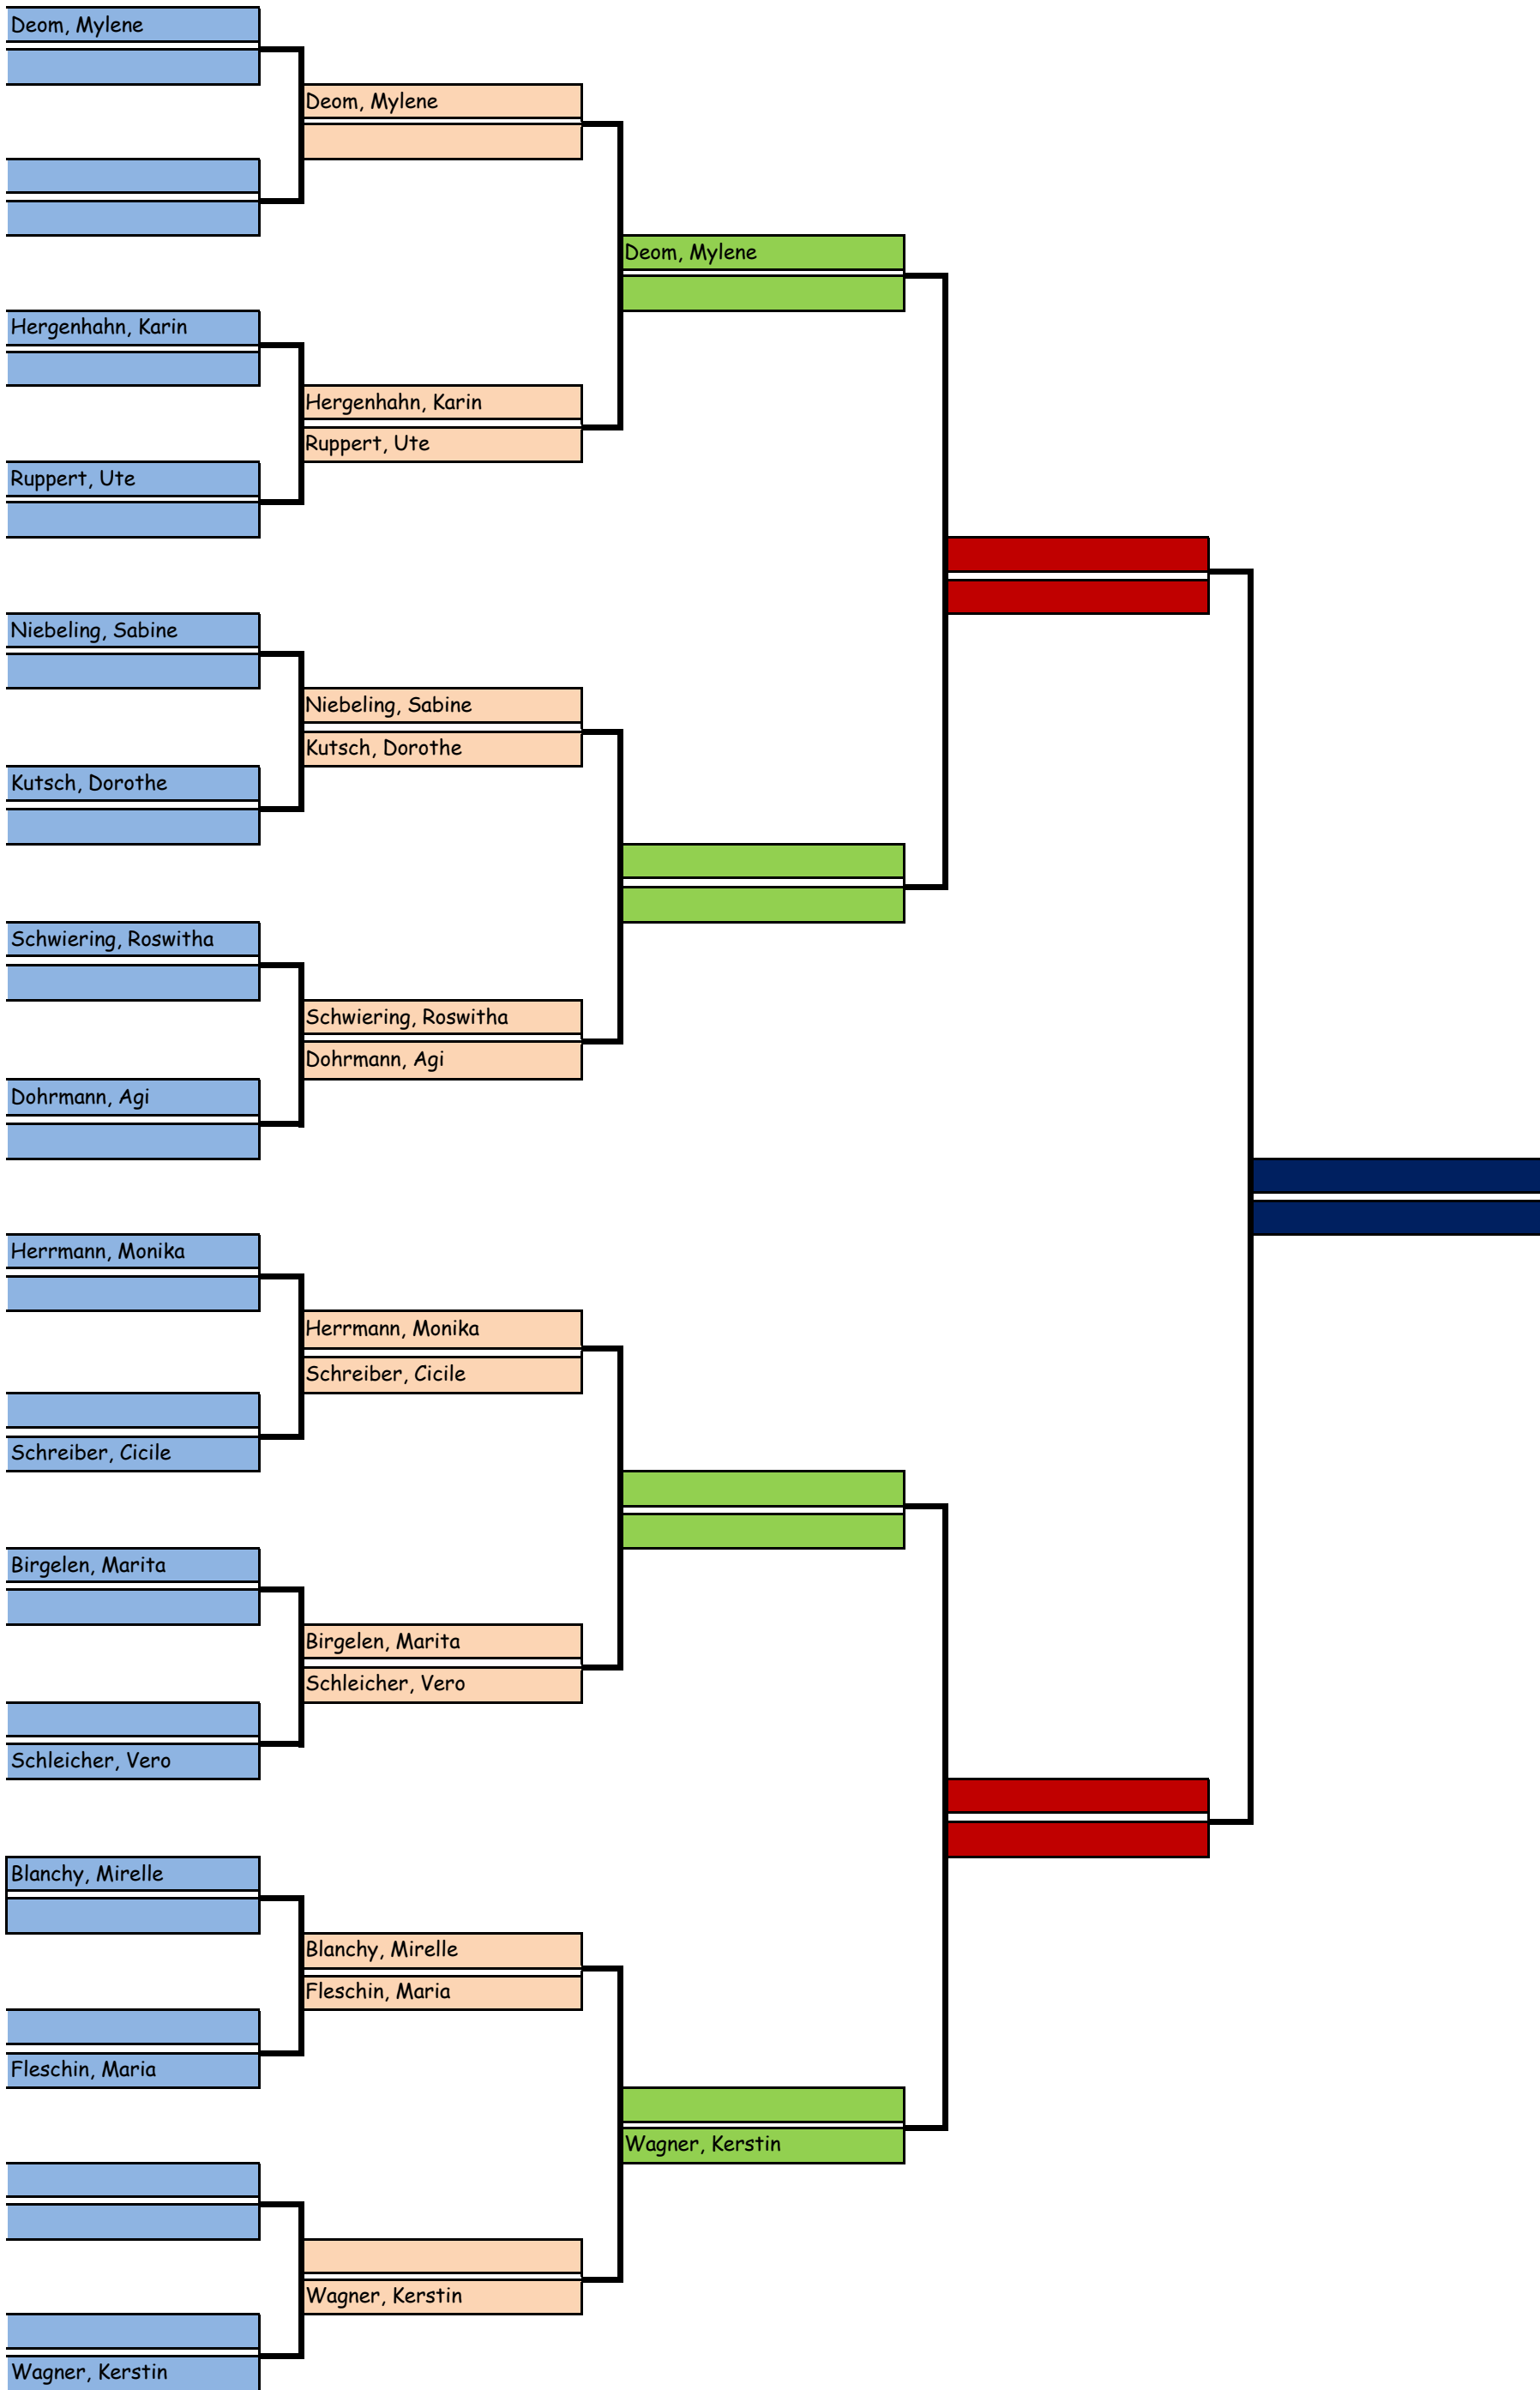 Deom, Mylene
Deom, Mylene
Deom, Mylene
Hergenhahn, Karin
Hergenhahn, Karin
Ruppert, Ute
Ruppert, Ute
Niebeling, Sabine
Niebeling, Sabine
Kutsch, Dorothe
Kutsch, Dorothe
Schwiering, Roswitha
Schwiering, Roswitha
Dohrmann, Agi
Dohrmann, Agi
Herrmann, Monika
Herrmann, Monika
Schreiber, Cicile
Schreiber, Cicile
Birgelen, Marita
Birgelen, Marita
Schleicher, Vero
Schleicher, Vero
Blanchy, Mirelle
Blanchy, Mirelle
Fleschin, Maria
Fleschin, Maria
Wagner, Kerstin
Wagner, Kerstin
Wagner, Kerstin